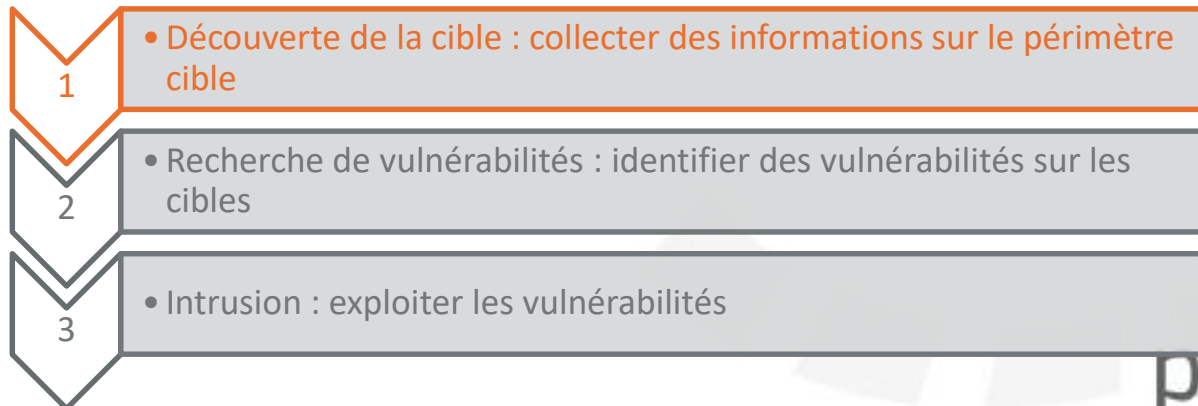 • Découverte de la cible : collecter des informations sur le périmètre
cible
1
• Recherche de vulnérabilités : identifier des vulnérabilités sur les
cibles
2
• Intrusion : exploiter les vulnérabilités
3